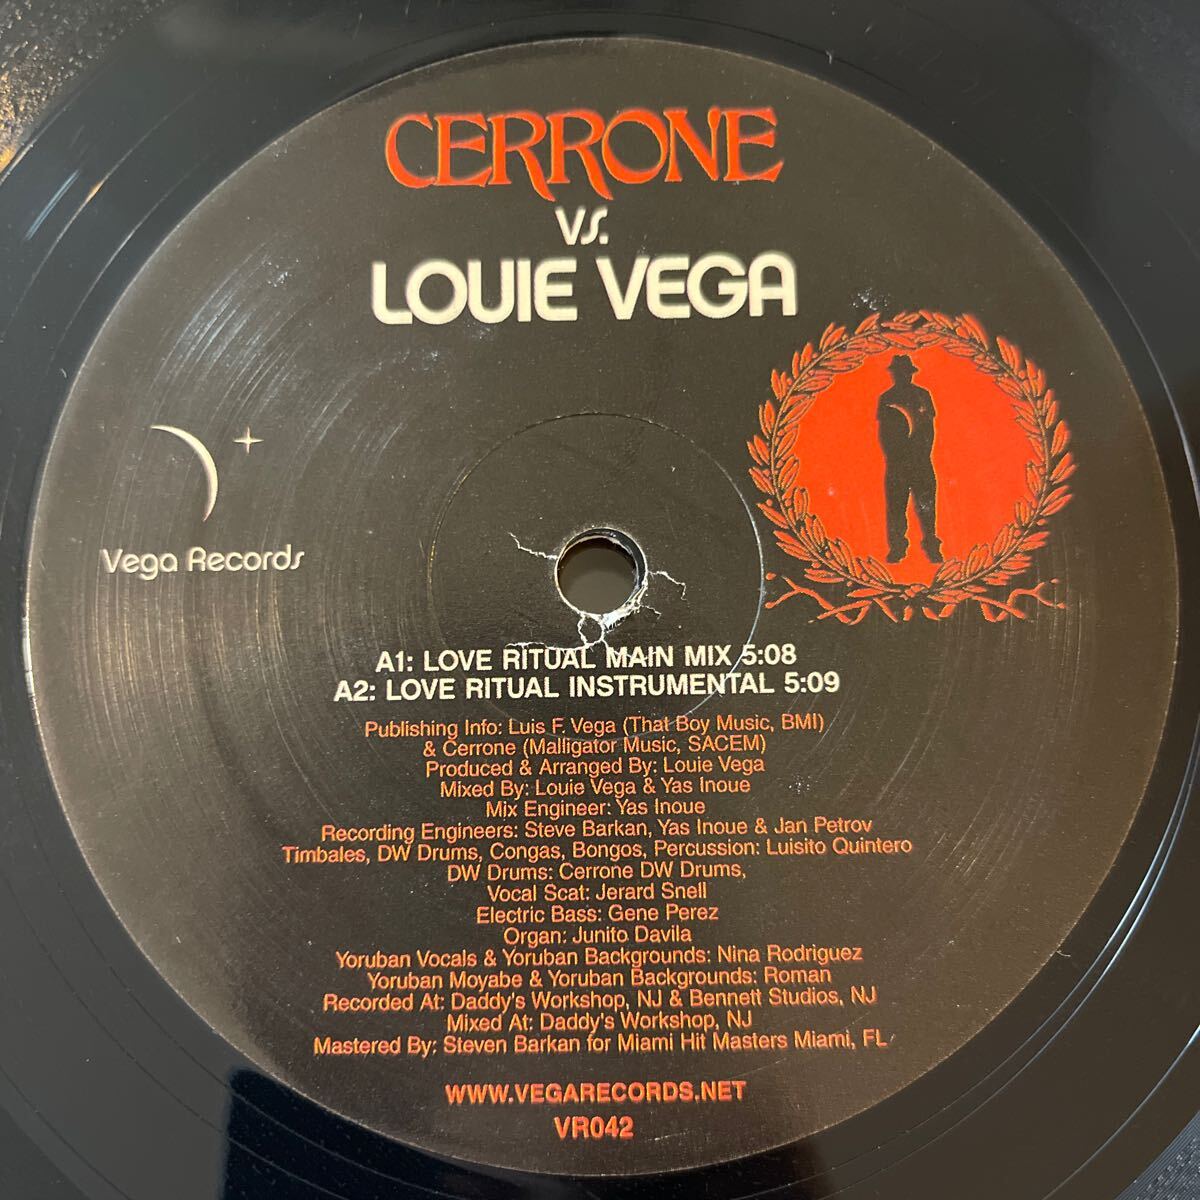 CERRONE
VS.
LOUIE VEGA
Vega Records
A1: LOVE RITUAL MAIN MIX 5:08
A2: LOVE RITUAL INSTRUMENTAL 5:09
Publishing Info: Luis F. Vega (That Boy Music, BMI)
& Cerrone (Malligator Music, SACEM)
Produced & Arranged By: Louie Vega
Mixed By: Louie Vega & Yas Inoue
Mix Engineer: Yas Inoue
Recording Engineers: Steve Barkan, Yas Inoue & Jan Petrov
Timbales, DW Drums, Congas, Bongos, Percussion: Luisito Quintero
DW Drums: Cerrone DW Drums,
Vocal Scat: Jerard Snell
Electric Bass: Gene Perez
Organ: Junito Davila
Yoruban Vocals & Yoruban Backgrounds: Nina Rodriguez
Yoruban Moyabe & Yoruban Backgrounds: Roman
Recorded At: Daddy's Workshop, NJ & Bennett Studios, NJ
Mixed At: Daddy's Workshop, NJ
Mastered By: Steven Barkan for Miami Hit Masters Miami, FL
WWW.VEGARECORDS.NET
VR042